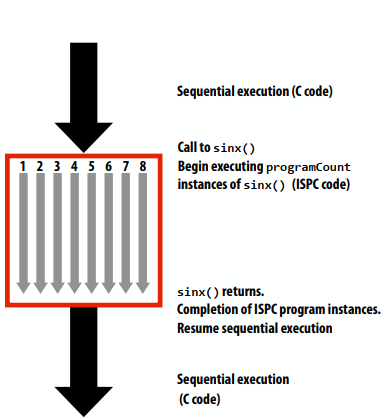 Sequential execution (C code)
Call to sinx()
Begin executing programCount
instances of sinx() (ISPC code)
1 2 3 4 5 6 7 8
sinx() returns.
Completion of ISPC program instances.
Resume sequential execution
Sequential execution
(C code)